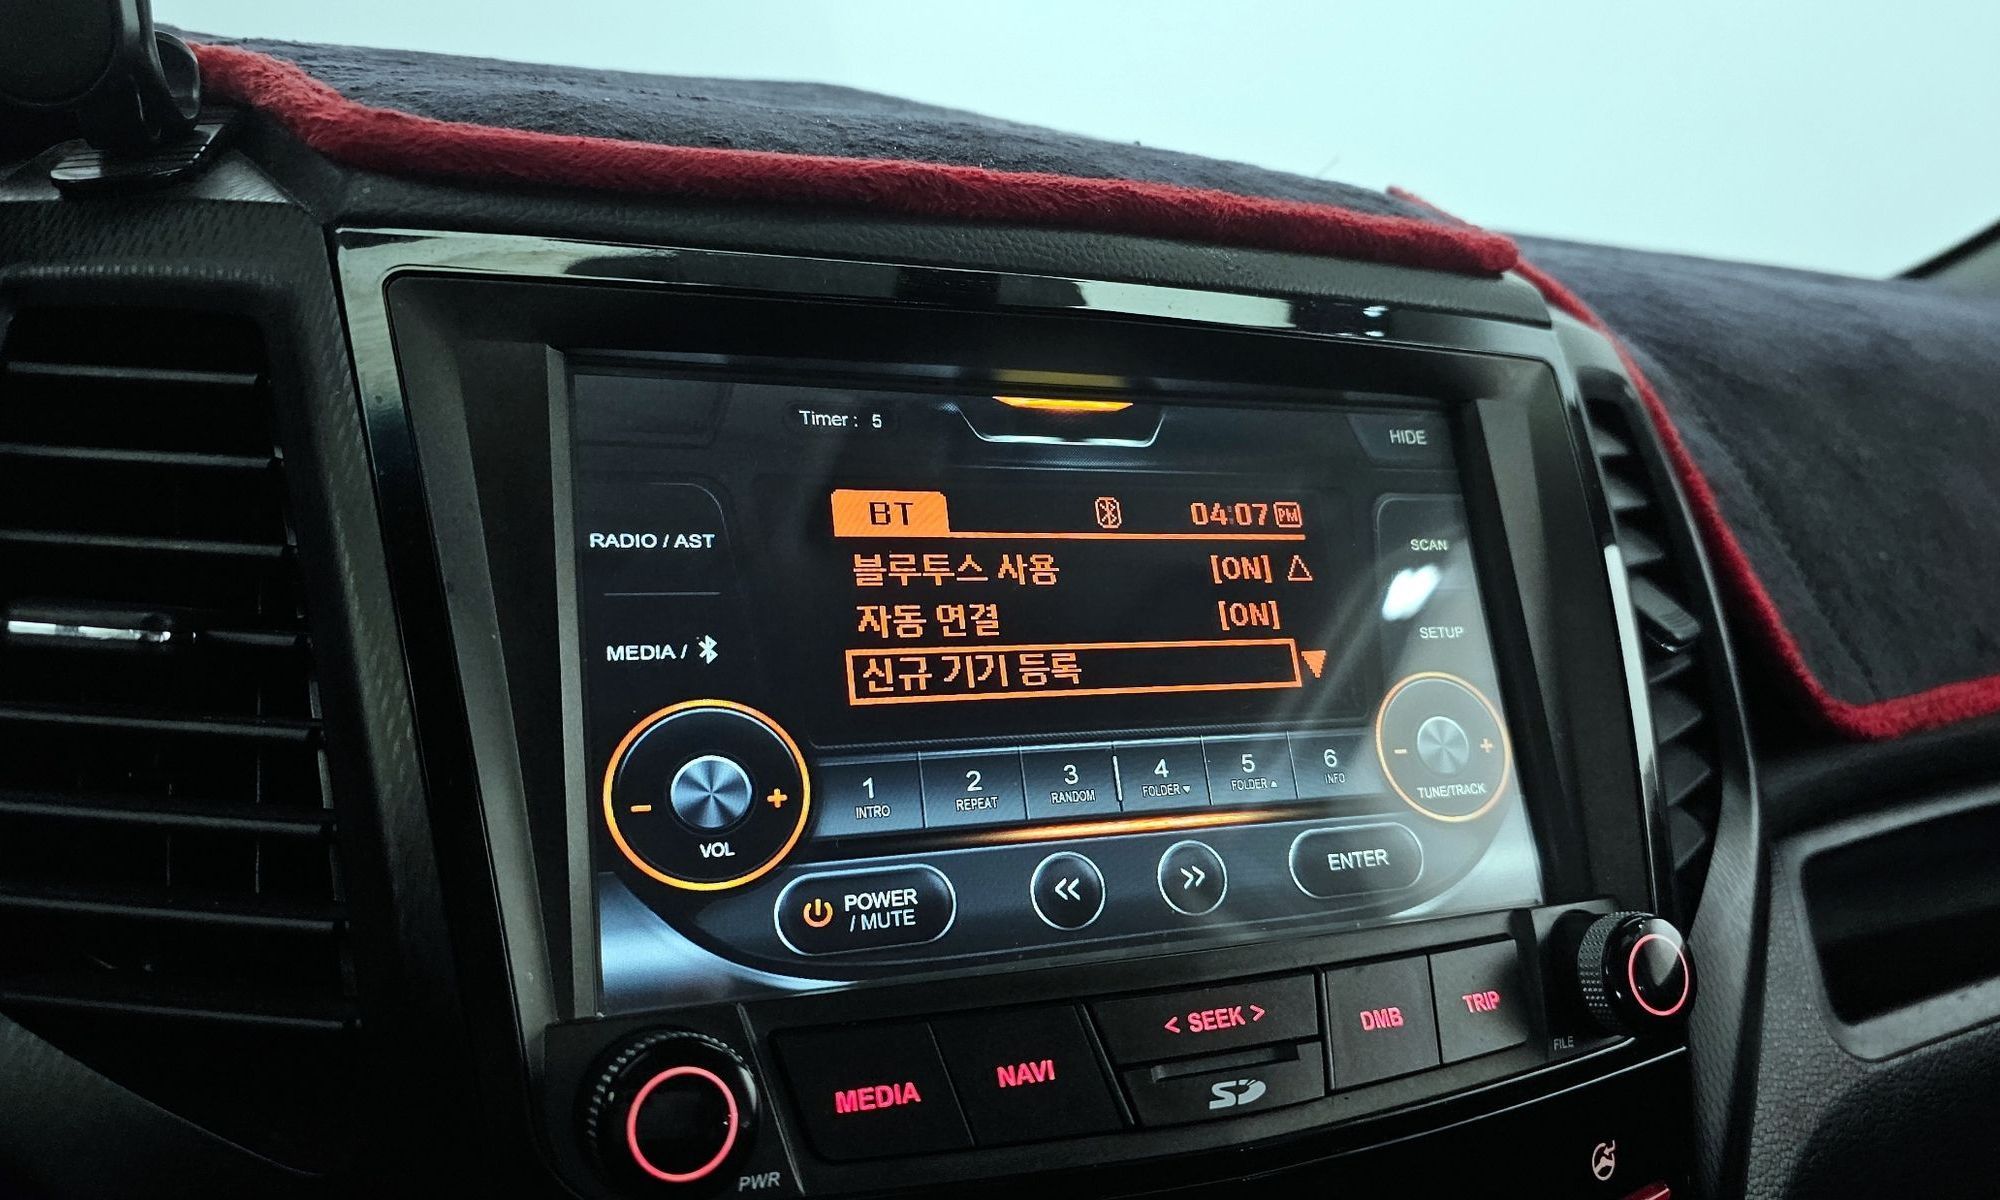 Timer : 5
HIDE
BT
04:07 PM
RADIO / AST
블루투스 사용 [ON] △
자동 연결 [ON]
신규 기기 등록 ▼
SCAN
MEDIA /
SETUP
1 INTRO
2 REPEAT
3 RANDOM
4 FOLDER ▼
5 FOLDER ▲
6 INFO
- +
VOL
- +
TUNE/TRACK
POWER
/ MUTE
<<
>>
ENTER
MEDIA
NAVI
< SEEK >
SD
DMB
TRIP
FILE
PWR